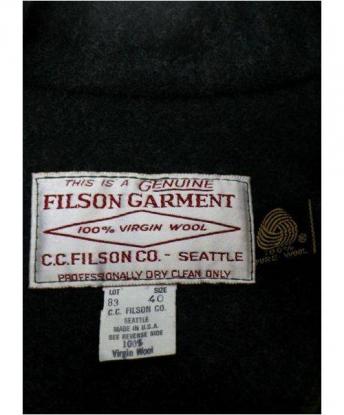 THIS IS A GENUINE
FILSON GARMENT
100% VIRGIN WOOL
C.C. FILSON CO. - SEATTLE
PROFESSIONALLY DRY CLEAN ONLY
LOT SIZE
83 40
C.C. FILSON CO.
SEATTLE
MADE IN U.S.A.
SEE REVERSE SIDE
100%
Virgin Wool
®
100%
PURE WOOL